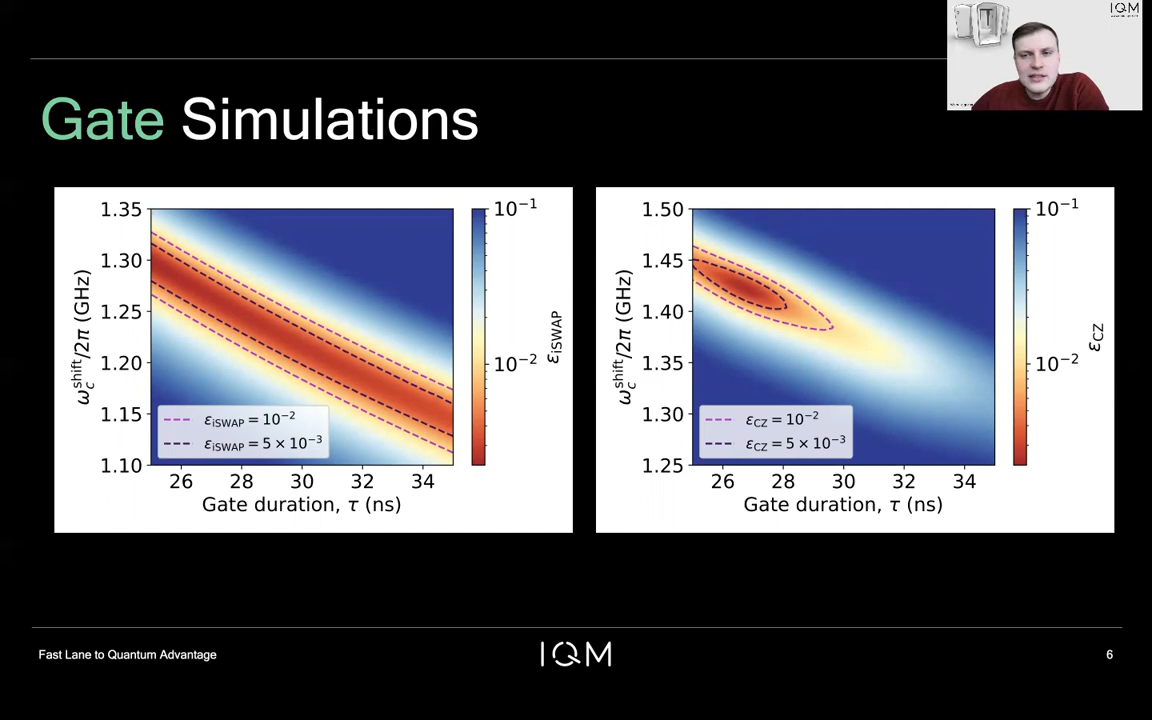 IQM
Gate Simulations
1.35
1.30
1.25
1.20
1.15
1.10
ω_c^shift/2π (GHz)
ε_iSWAP = 10⁻²
ε_iSWAP = 5 × 10⁻³
26 28 30 32 34
Gate duration, τ (ns)
10⁻¹
10⁻²
ε_iSWAP
1.50
1.45
1.40
1.35
1.30
1.25
ω_c^shift/2π (GHz)
ε_CZ = 10⁻²
ε_CZ = 5 × 10⁻³
26 28 30 32 34
Gate duration, τ (ns)
10⁻¹
10⁻²
ε_CZ
Fast Lane to Quantum Advantage
IQM
6